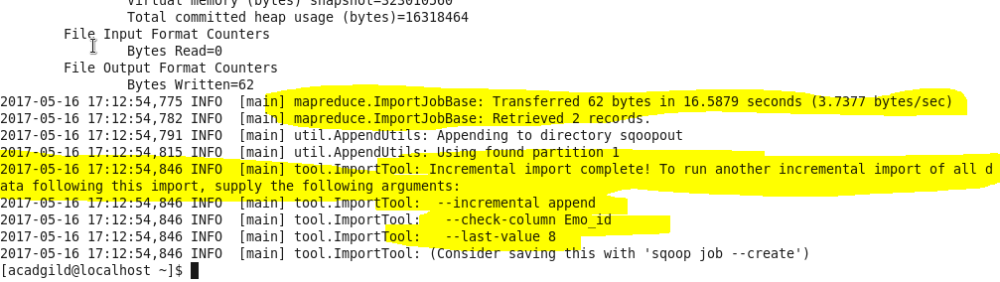 Virtual memory (bytes) snapshot=323010560
Total committed heap usage (bytes)=16318464
File Input Format Counters
Bytes Read=0
File Output Format Counters
Bytes Written=62
2017-05-16 17:12:54,775 INFO  [main] mapreduce.ImportJobBase: Transferred 62 bytes in 16.5879 seconds (3.7377 bytes/sec)
2017-05-16 17:12:54,782 INFO  [main] mapreduce.ImportJobBase: Retrieved 2 records.
2017-05-16 17:12:54,791 INFO  [main] util.AppendUtils: Appending to directory sqoopout
2017-05-16 17:12:54,815 INFO  [main] util.AppendUtils: Using found partition 1
2017-05-16 17:12:54,846 INFO  [main] tool.ImportTool: Incremental import complete! To run another incremental import of all d
ata following this import, supply the following arguments:
2017-05-16 17:12:54,846 INFO  [main] tool.ImportTool:  --incremental append
2017-05-16 17:12:54,846 INFO  [main] tool.ImportTool:   --check-column Emo_id
2017-05-16 17:12:54,846 INFO  [main] tool.ImportTool:   --last-value 8
2017-05-16 17:12:54,846 INFO  [main] tool.ImportTool: (Consider saving this with 'sqoop job --create')
[acadgild@localhost ~]$